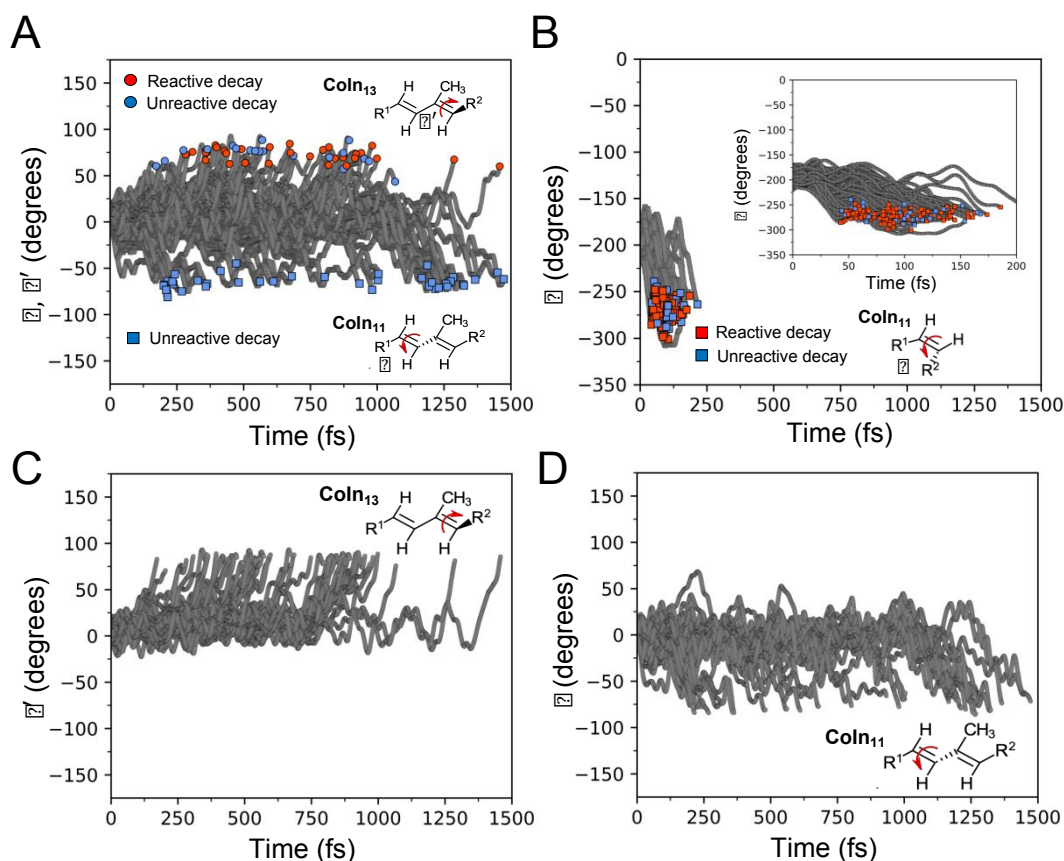 A
Reactive decay
Unreactive decay
CoIn13
CH3
H
R1
R2
H
H
⍰′
⍰, ⍰′ (degrees)
150
100
50
0
−50
−100
−150
Unreactive decay
CoIn11
H
CH3
R1
R2
H
H
⍰
250
500
750
1000
1250
1500
Time (fs)
B
⍰ (degrees)
0
−50
−100
−150
−200
−250
−300
−350
⍰ (degrees)
0
−50
−100
−150
−200
−250
−300
−350
0
50
100
150
200
Time (fs)
Reactive decay
Unreactive decay
CoIn11
H
R1
H
R2
⍰
0
250
500
750
1000
1250
1500
Time (fs)
C
CoIn13
H
CH3
R1
R2
H
H
⍰′ (degrees)
150
100
50
0
−50
−100
−150
0
250
500
750
1000
1250
1500
Time (fs)
D
⍰ (degrees)
150
100
50
0
−50
−100
−150
CoIn11
H
CH3
R1
R2
H
H
0
250
500
750
1000
1250
1500
Time (fs)